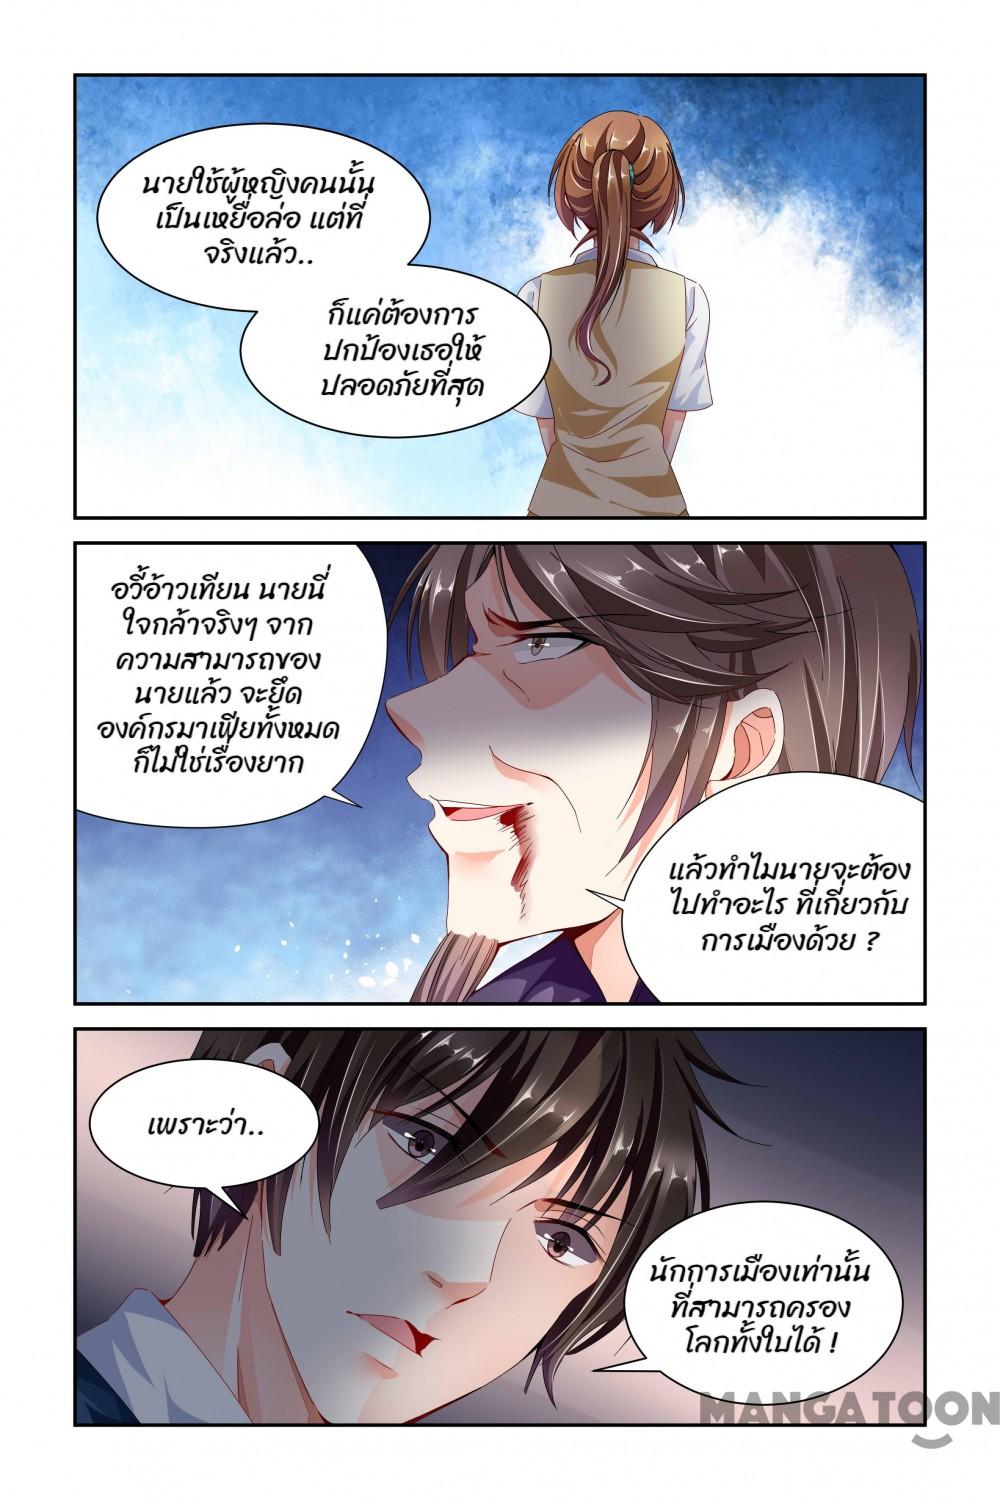 นายใช้ผู้หญิงคนนั้น
เป็นเหยื่อล่อ แต่ที่
จริงแล้ว..
ก็แค่ต้องการ
ปกป้องเธอให้
ปลอดภัยที่สุด
อวี้อ้าวเทียน นายนี่
ใจกล้าจริงๆ จาก
ความสามารถของ
นายแล้ว จะยึด
องค์กรมาเฟียทั้งหมด
ก็ไม่ใช่เรื่องยาก
แล้วทำไมนายจะต้อง
ไปทำอะไร ที่เกี่ยวกับ
การเมืองด้วย ?
เพราะว่า..
นักการเมืองเท่านั้น
ที่สามารถครอง
โลกทั้งใบได้ !
MANGATOON